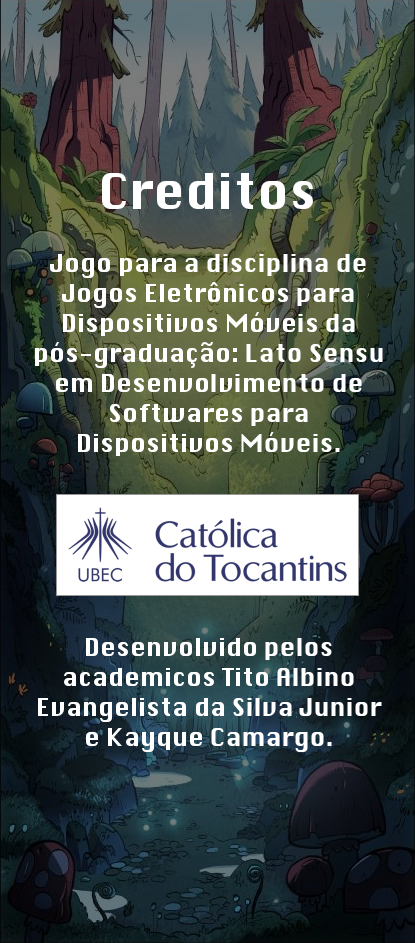 Creditos
Jogo para a disciplina de
Jogos Eletrônicos para
Dispositivos Móveis da
pós-graduação: Lato Sensu
em Desenvolvimento de
Softwares para
Dispositivos Móveis.
UBEC
Católica
do Tocantins
Desenvolvido pelos
academicos Tito Albino
Evangelista da Silva Junior
e Kayque Camargo.